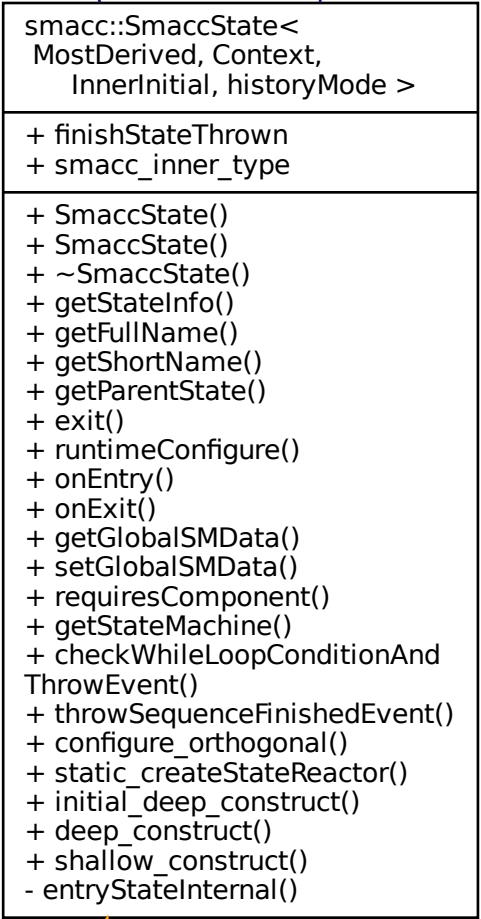 smacc::SmaccState<
MostDerived, Context,
InnerInitial, historyMode >
+ finishStateThrown
+ smacc_inner_type
+ SmaccState()
+ SmaccState()
+ ~SmaccState()
+ getStateInfo()
+ getFullName()
+ getShortName()
+ getParentState()
+ exit()
+ runtimeConfigure()
+ onEntry()
+ onExit()
+ getGlobalSMData()
+ setGlobalSMData()
+ requiresComponent()
+ getStateMachine()
+ checkWhileLoopConditionAnd
ThrowEvent()
+ throwSequenceFinishedEvent()
+ configure_orthogonal()
+ static_createStateReactor()
+ initial_deep_construct()
+ deep_construct()
+ shallow_construct()
- entryStateInternal()